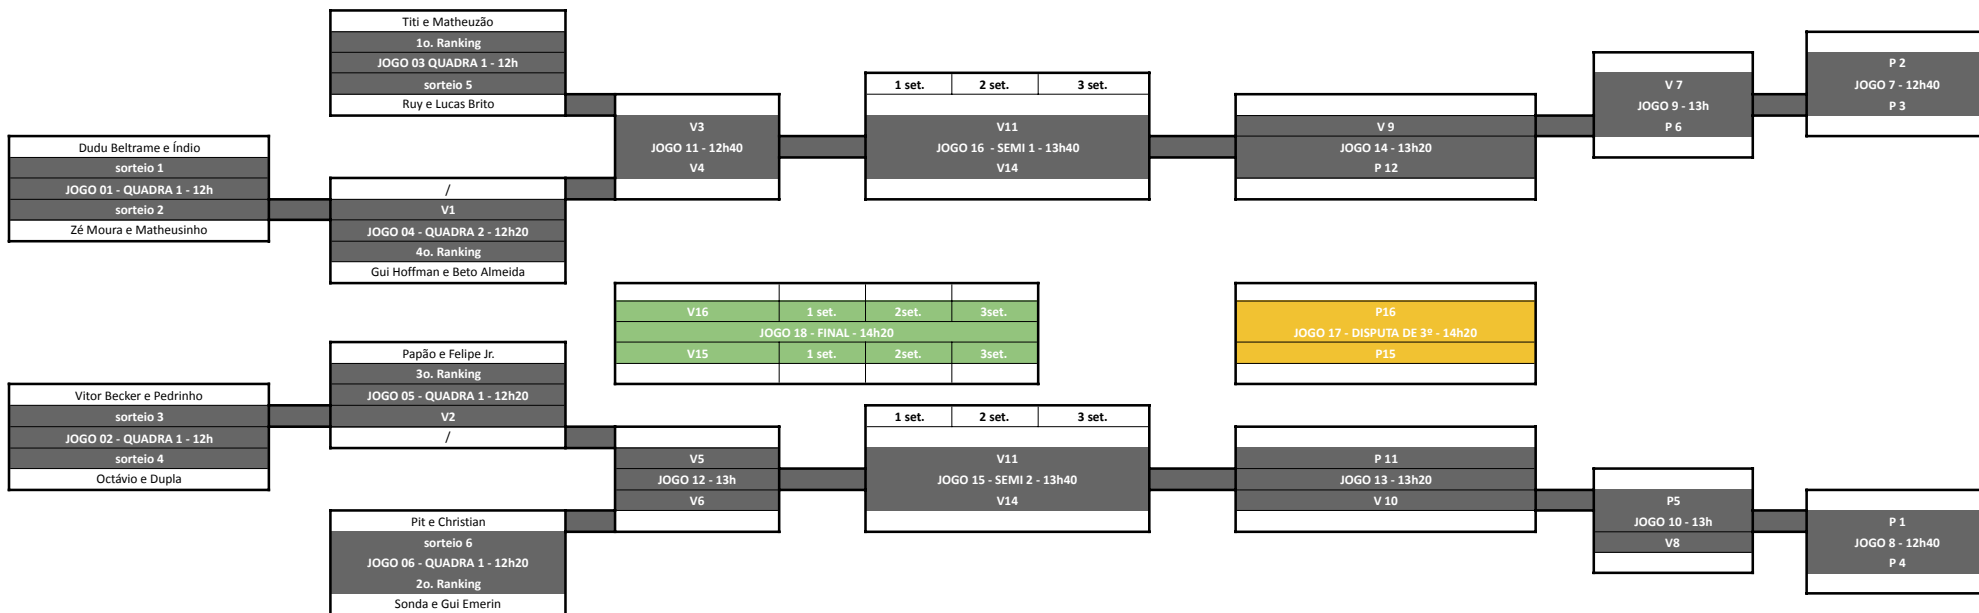 Titi e Matheuzão
1o. Ranking
JOGO 03 QUADRA 1 - 12h
sorteio 5
Ruy e Lucas Brito
Dudu Beltrame e Índio
sorteio 1
JOGO 01 - QUADRA 1 - 12h
sorteio 2
Zé Moura e Matheusinho
/
V1
JOGO 04 - QUADRA 2 - 12h20
4o. Ranking
Gui Hoffman e Beto Almeida
V3
JOGO 11 - 12h40
V4
1 set. 2 set. 3 set.
V11
JOGO 16 - SEMI 1 - 13h40
V14
V 9
JOGO 14 - 13h20
P 12
V 7
JOGO 9 - 13h
P 6
P 2
JOGO 7 - 12h40
P 3
V16 1 set. 2set. 3set.
JOGO 18 - FINAL - 14h20
V15 1 set. 2set. 3set.
P16
JOGO 17 - DISPUTA DE 3º - 14h20
P15
Papão e Felipe Jr.
3o. Ranking
JOGO 05 - QUADRA 1 - 12h20
V2
/
Vitor Becker e Pedrinho
sorteio 3
JOGO 02 - QUADRA 1 - 12h
sorteio 4
Octávio e Dupla
Pit e Christian
sorteio 6
JOGO 06 - QUADRA 1 - 12h20
2o. Ranking
Sonda e Gui Emerin
V5
JOGO 12 - 13h
V6
1 set. 2 set. 3 set.
V11
JOGO 15 - SEMI 2 - 13h40
V14
P 11
JOGO 13 - 13h20
V 10
P5
JOGO 10 - 13h
V8
P 1
JOGO 8 - 12h40
P 4